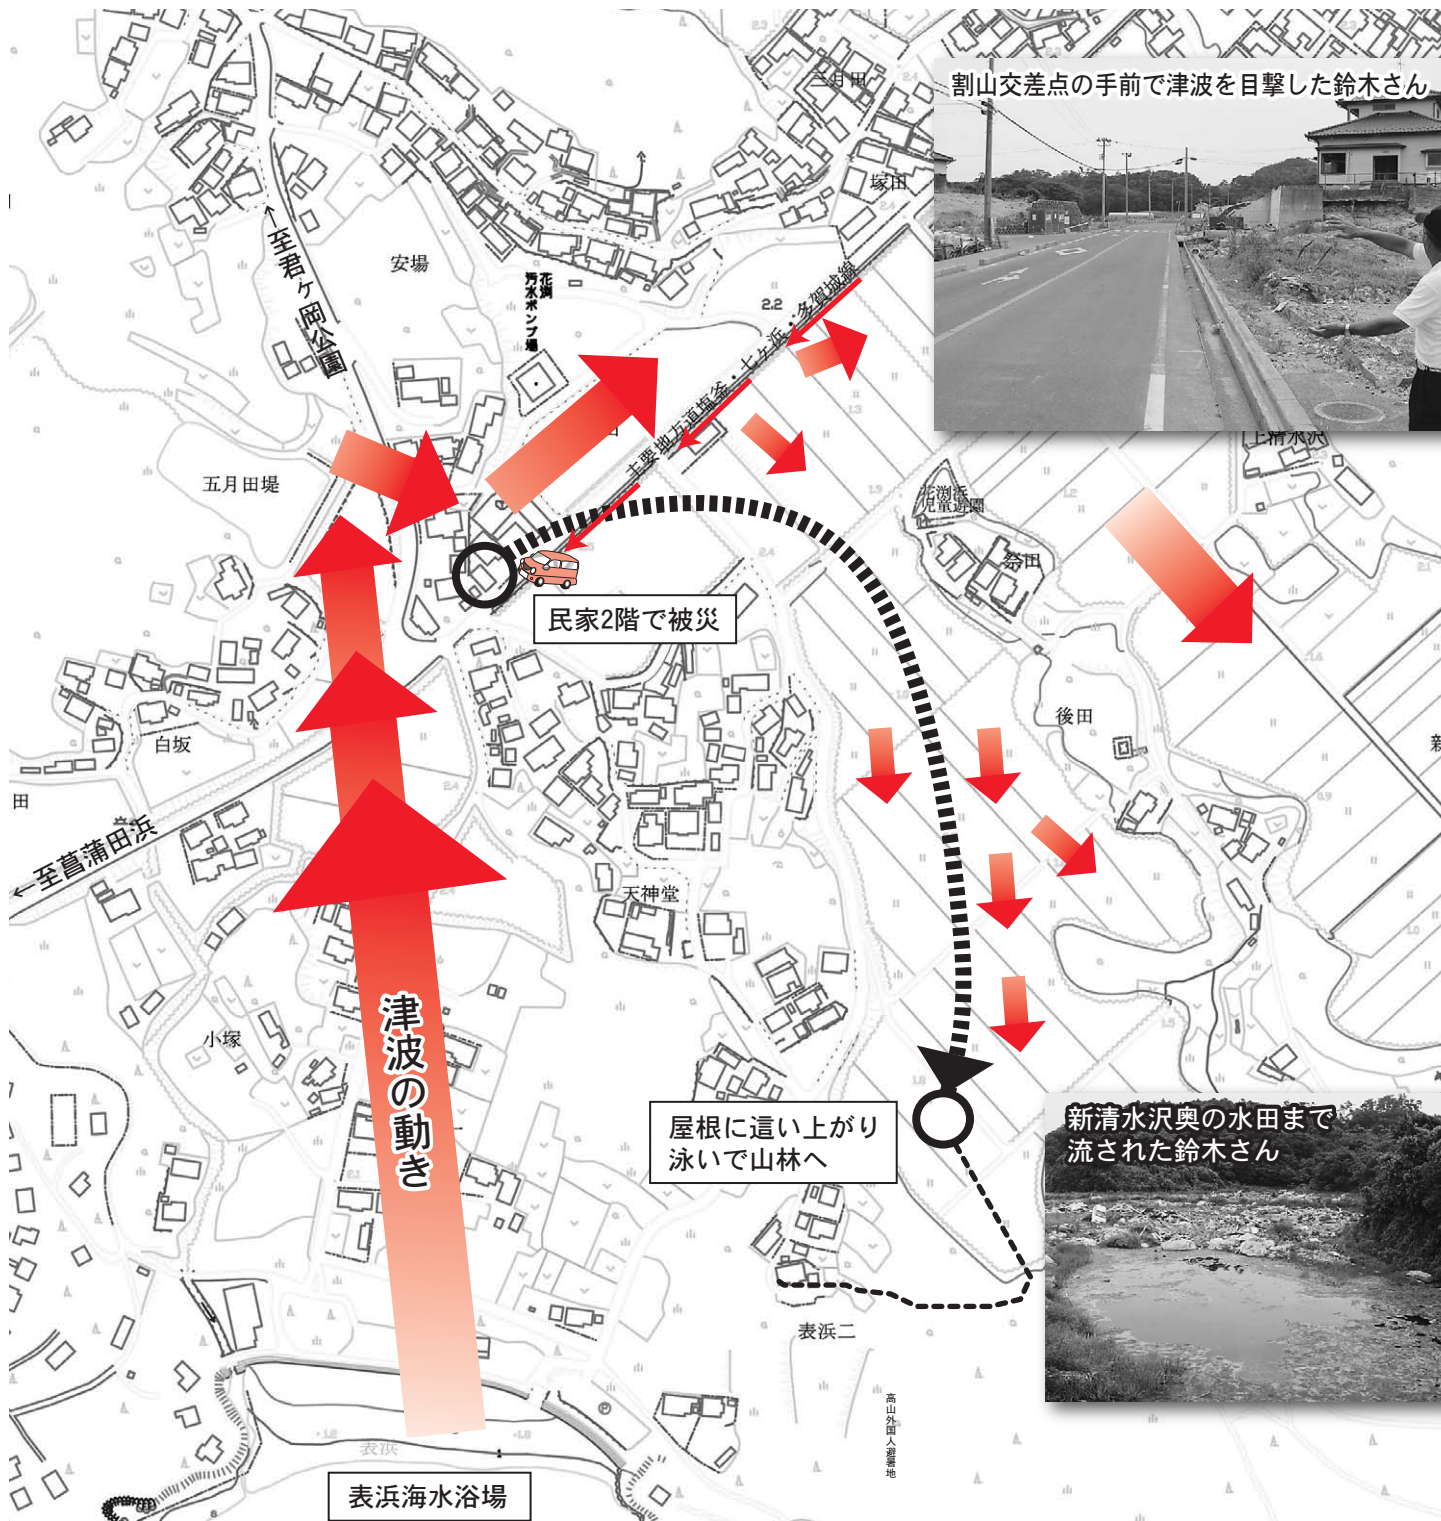 割山交差点の手前で津波を目撃した鈴木さん
三月田
塚田
←至君ヶ岡公園
安場
花渕
汚水ポンプ場
2.2
主要地方道塩釜・七ケ浜・多賀城線
上清水沢
五月田堤
花渕浜
児童遊園
祭田
民家2階で被災
白坂
後田
新
田
←至菖蒲田浜
天神堂
津波の動き
小塚
屋根に這い上がり
泳いで山林へ
新清水沢奥の水田まで
流された鈴木さん
表浜二
高山外国人避暑地
表浜
表浜海水浴場